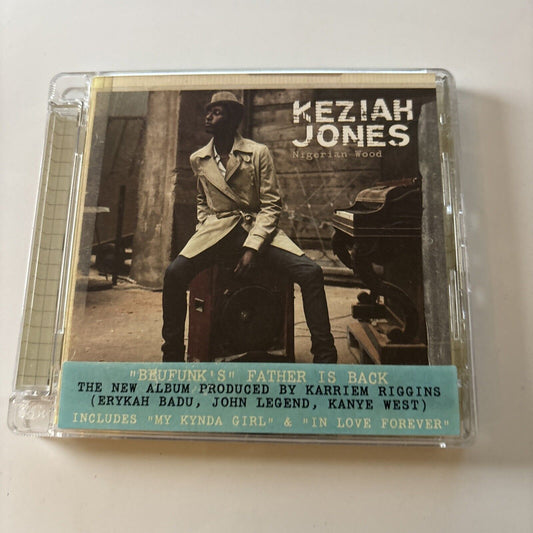 KEZIAH
JONES
Nigerian Wood
"BEUFUNK'S" FATHER IS BACK
THE NEW ALBUM PRODUCED BY KARRIEM RIGGINS
(ERYKAH BADU, JOHN LEGEND, KANYE WEST)
INCLUDES "MY KYNDA GIRL" & "IN LOVE FOREVER"